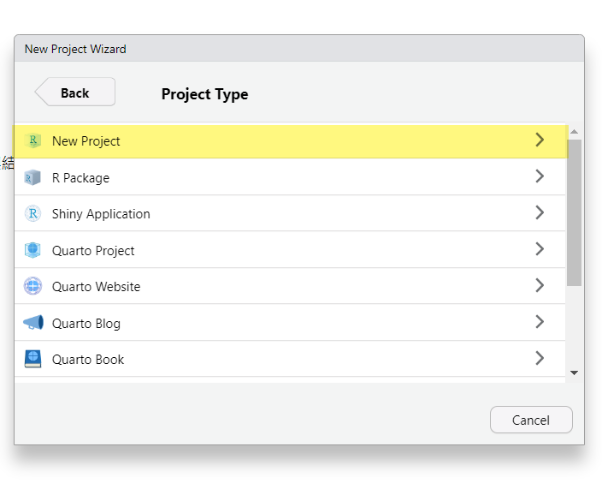 New Project Wizard
Back
Project Type
R New Project
結
R R Package
R Shiny Application
Quarto Project
Quarto Website
Quarto Blog
Quarto Book
Cancel